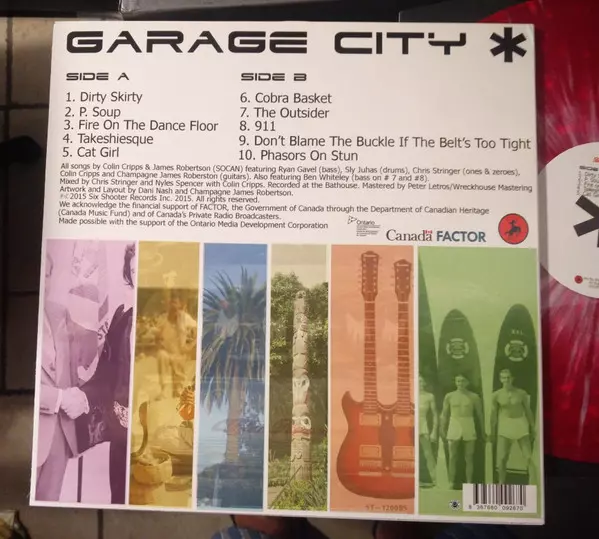 GARAGE CITY *
SIDE A
1. Dirty Skirty
2. P. Soup
3. Fire On The Dance Floor
4. Takeshiesque
5. Cat Girl
SIDE B
6. Cobra Basket
7. The Outsider
8. 911
9. Don't Blame The Buckle If The Belt's Too Tight
10. Phasors On Stun
All songs by Colin Cripps & James Robertson (SOCAN) featuring Ryan Gavel (bass), Sly Juhas (drums), Chris Stringer (ones & zeroes),
Colin Cripps and Champagne James Roberston (guitars). Also featuring Ben Whiteley (bass on # 7 and #8).
Mixed by Chris Stringer and Nyles Spencer with Colin Cripps. Recorded at the Bathouse. Mastered by Peter Letros/Wreckhouse Mastering
Artwork and Layout by Dani Nash and Champagne James Robertson.
2015 Six Shooter Records Inc. 2015. All rights reserved.
We acknowledge the financial support of FACTOR, the Government of Canada through the Department of Canadian Heritage
(Canada Music Fund) and of Canada's Private Radio Broadcasters.
Made possible with the support of the Ontario Media Development Corporation
Ontario
Canada FACTOR